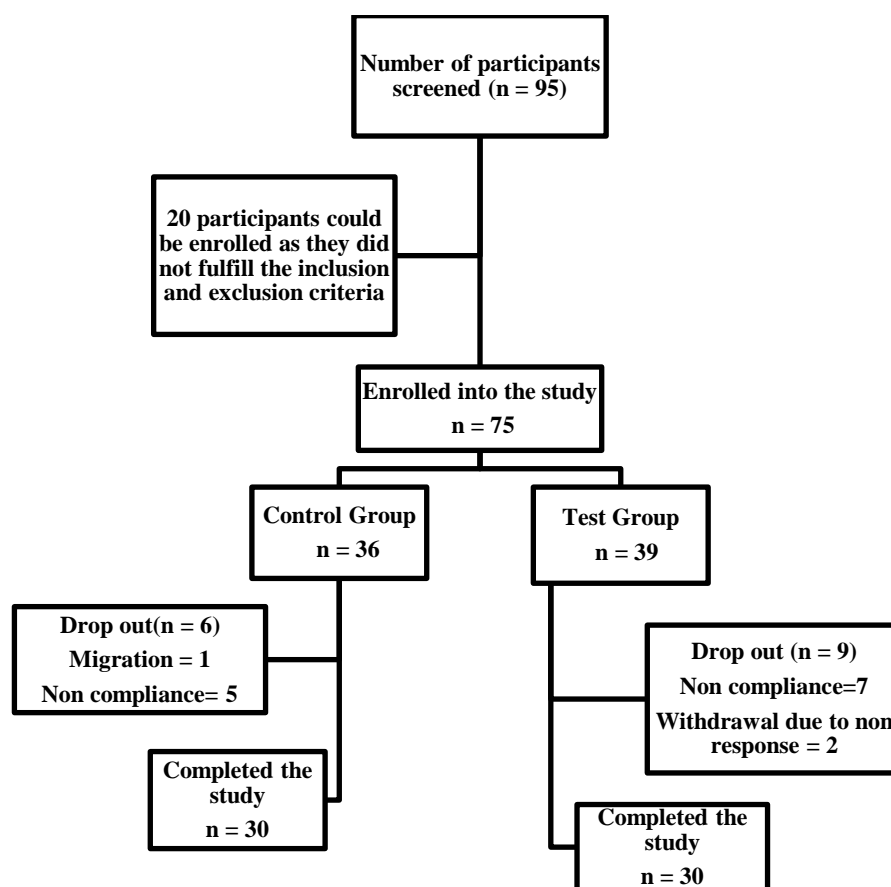 Number of participants
screened (n = 95)
20 participants could
be enrolled as they did
not fulfill the inclusion
and exclusion criteria
Enrolled into the study
n = 75
Control Group
n = 36
Test Group
n = 39
Drop out(n = 6)
Migration = 1
Non compliance= 5
Drop out (n = 9)
Non compliance=7
Withdrawal due to non
response = 2
Completed the
study
n = 30
Completed the
study
n = 30